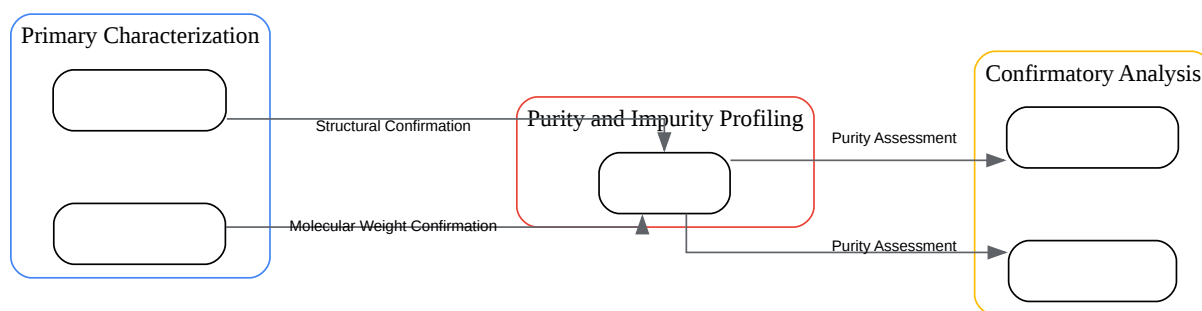 Primary Characterization
Structural Confirmation
Molecular Weight Confirmation
Purity and Impurity Profiling
Purity Assessment
Purity Assessment
Confirmatory Analysis